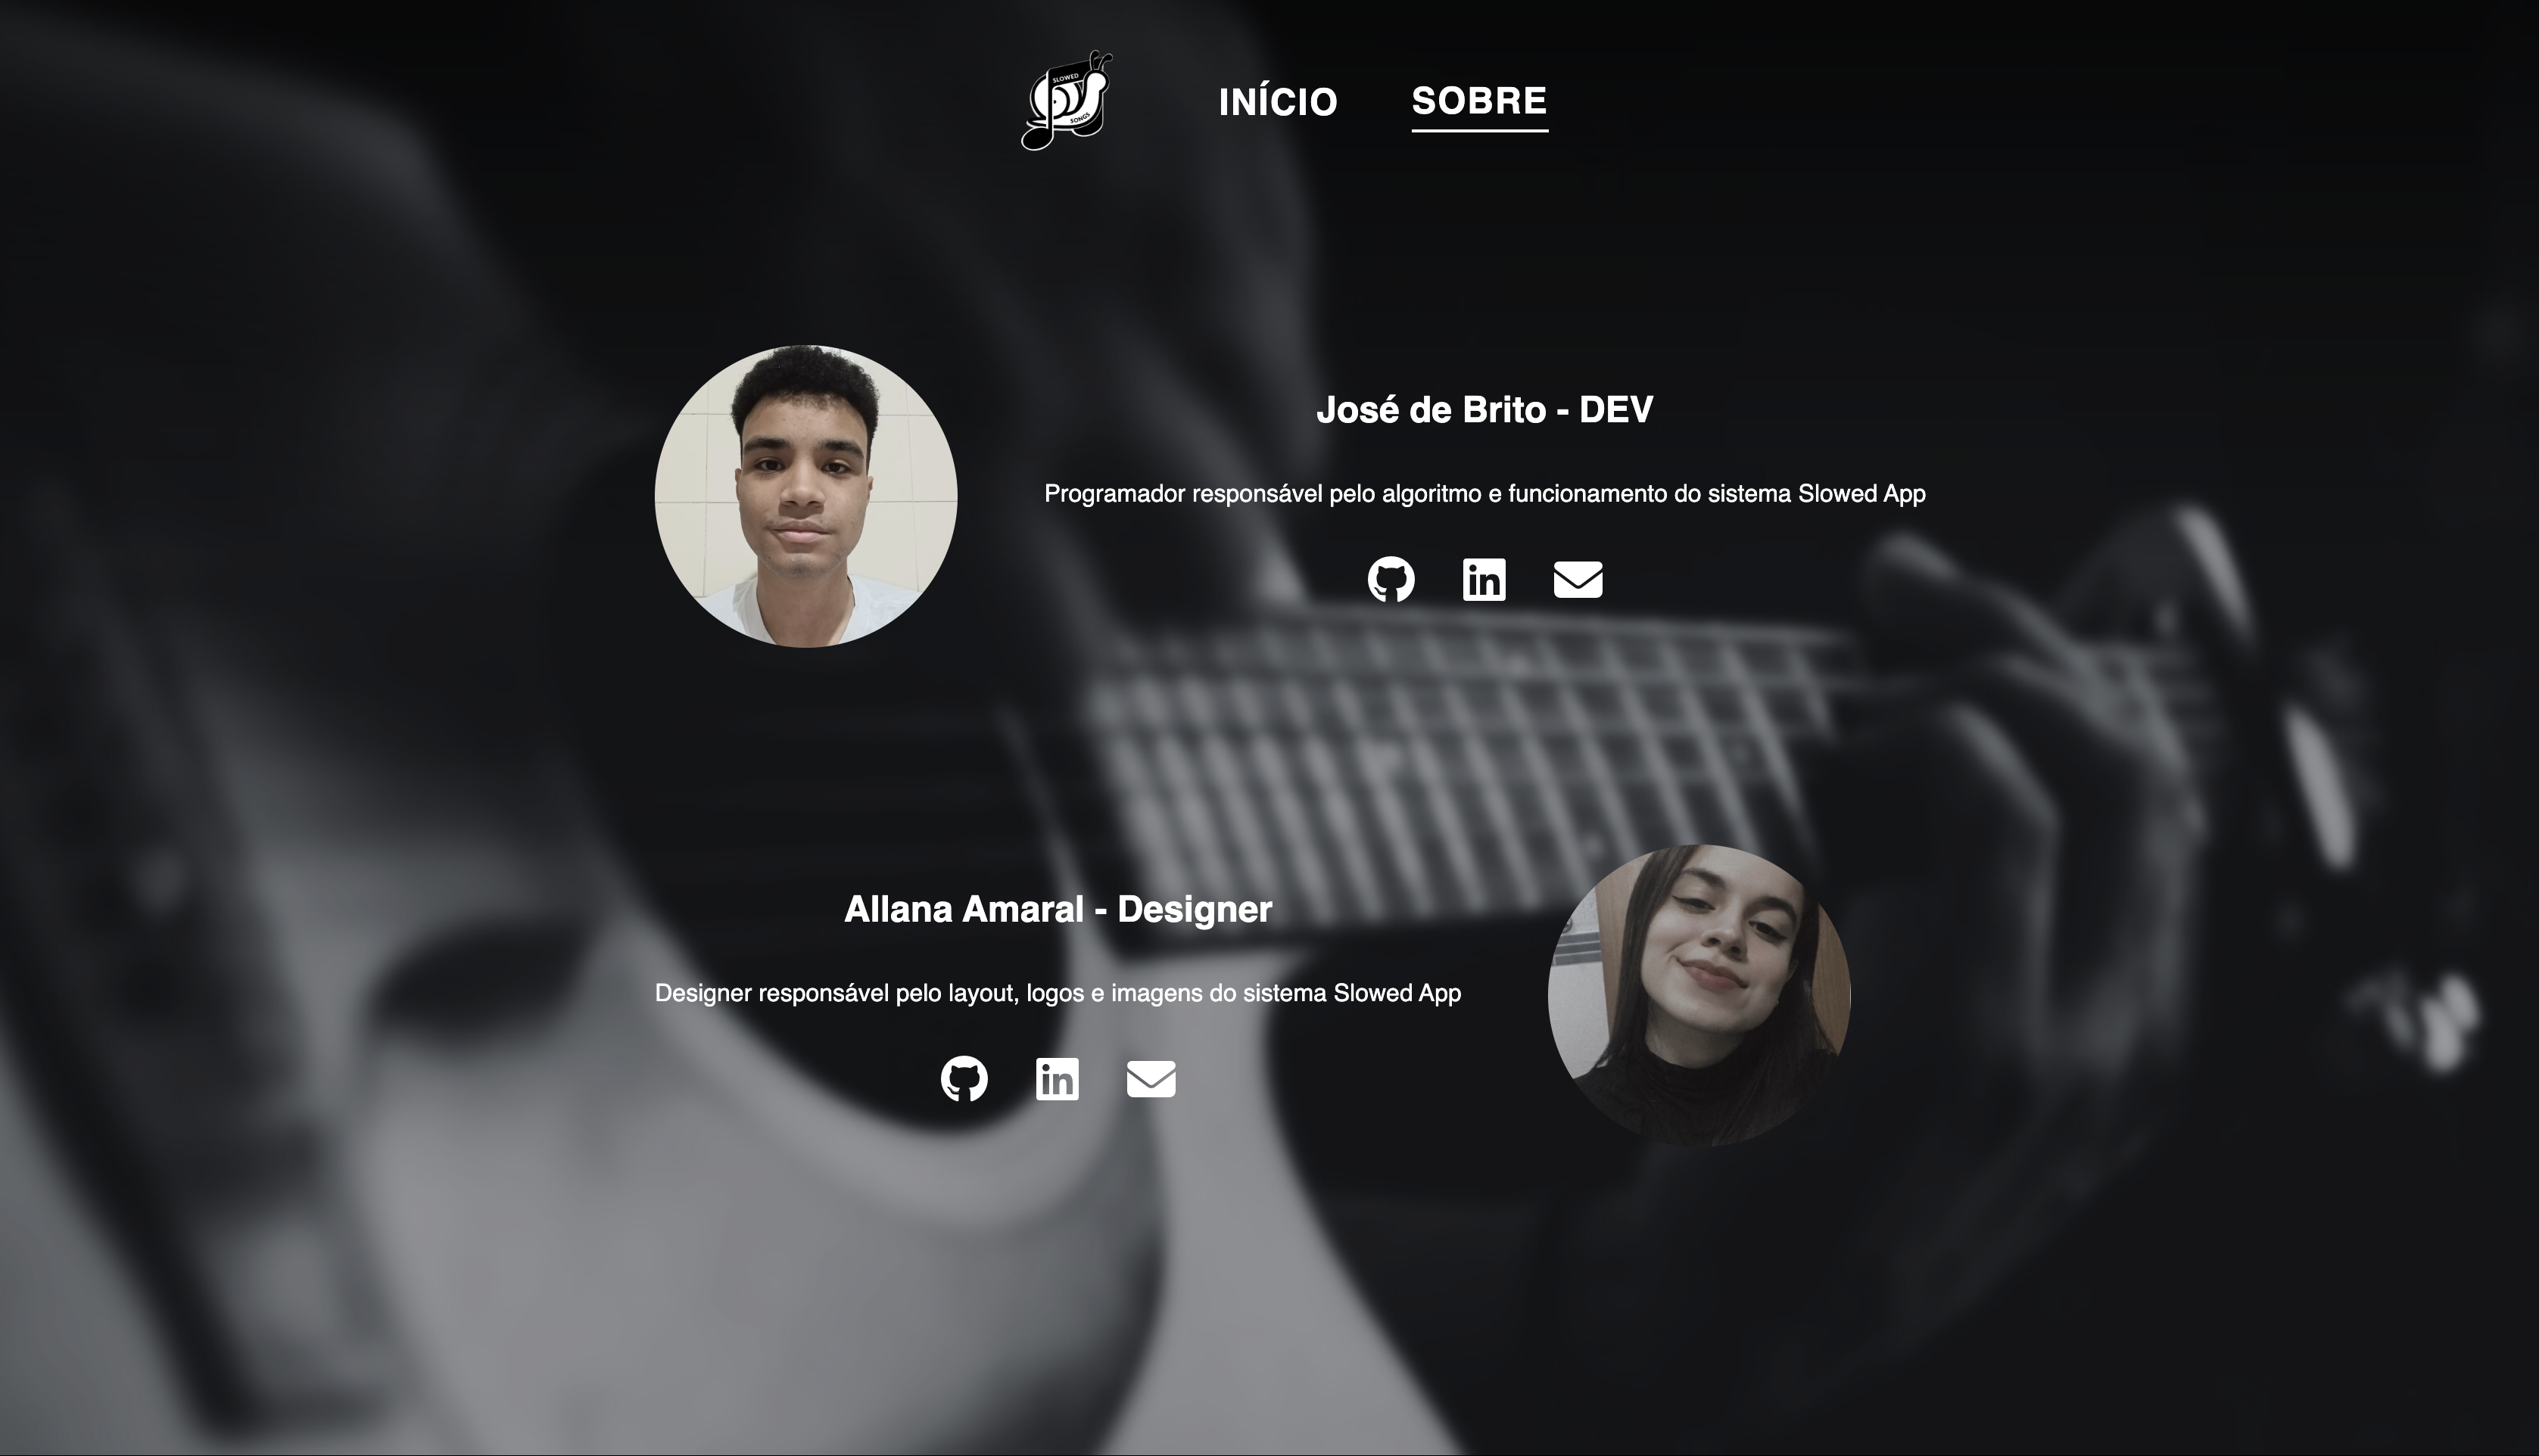 SLOWED
SONGS
INÍCIO
SOBRE
José de Brito - DEV
Programador responsável pelo algoritmo e funcionamento do sistema Slowed App
Allana Amaral - Designer
Designer responsável pelo layout, logos e imagens do sistema Slowed App